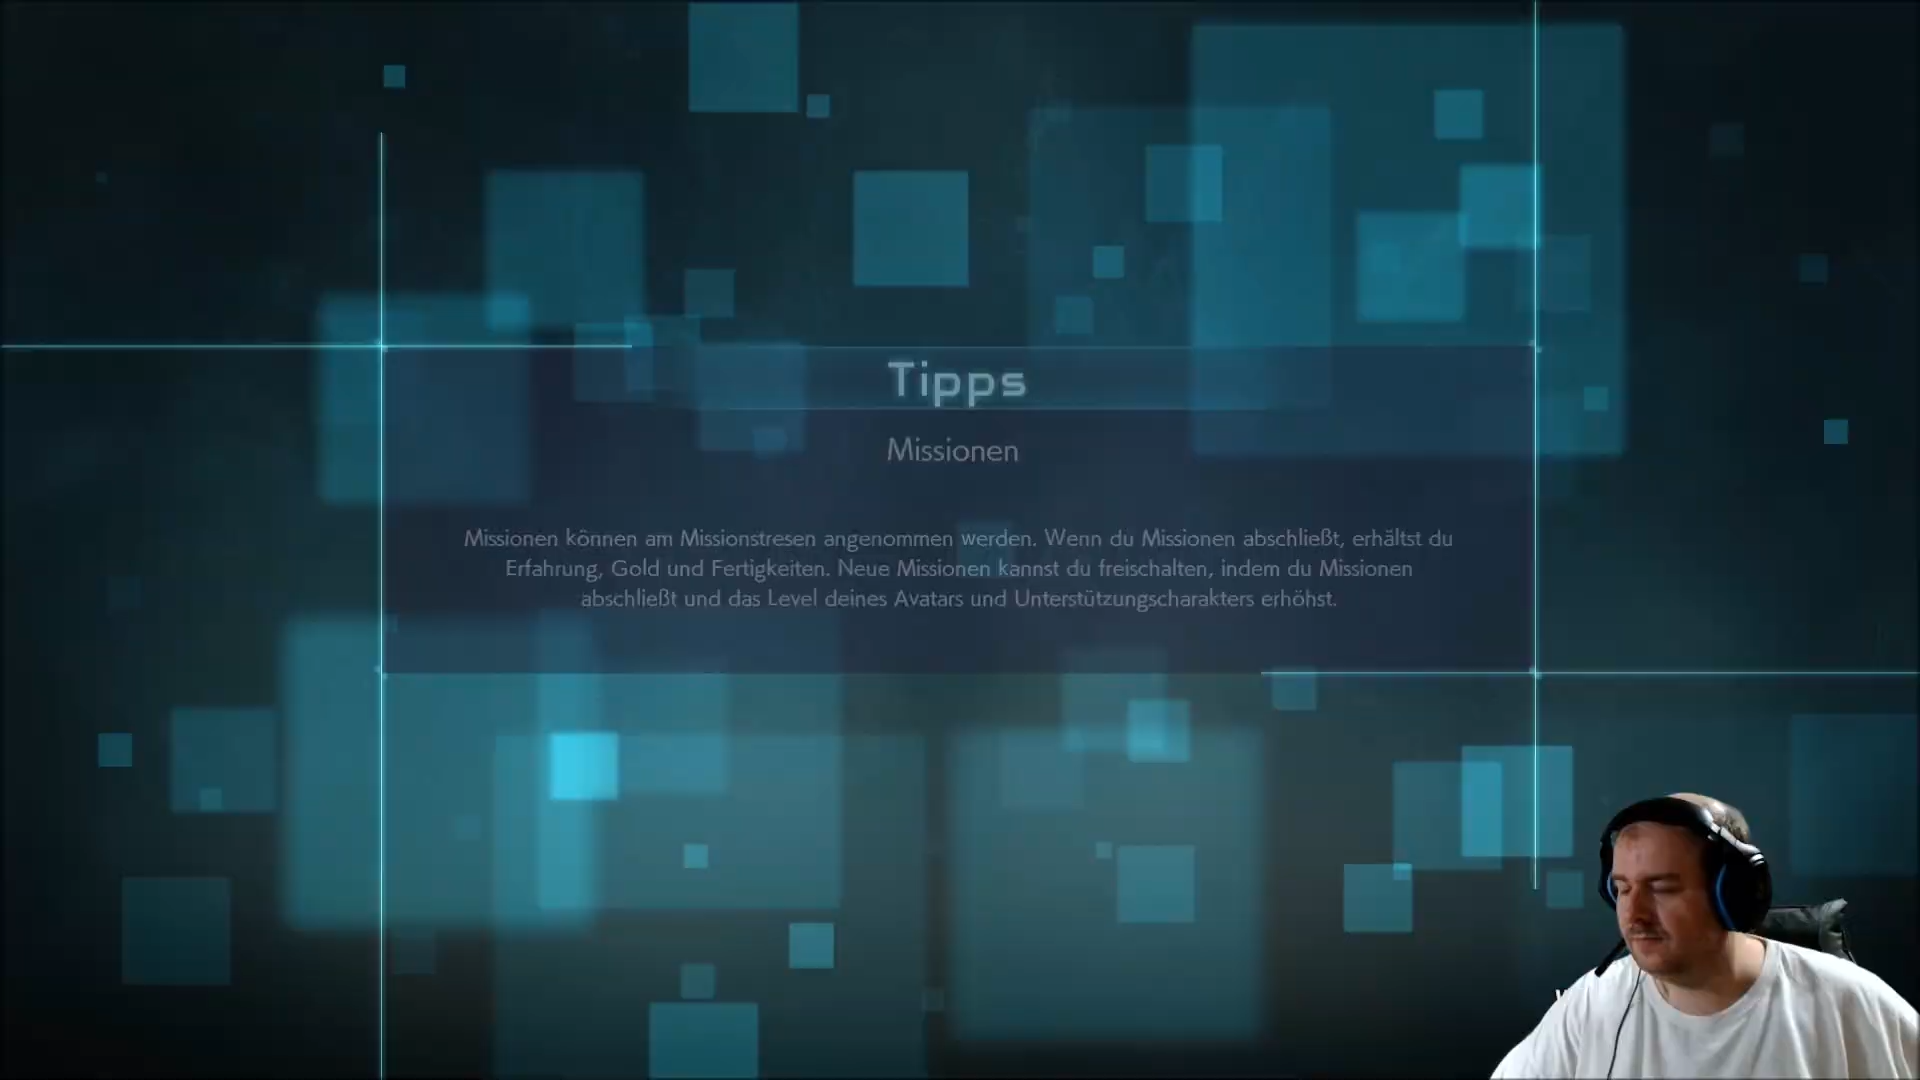 Tipps
Missionen
Missionen können am Missionstresen angenommen werden. Wenn du Missionen abschließt, erhältst du
Erfahrung, Gold und Fertigkeiten. Neue Missionen kannst du freischalten, indem du Missionen
abschließt und das Level deines Avatars und Unterstützungscharakters erhöhst.